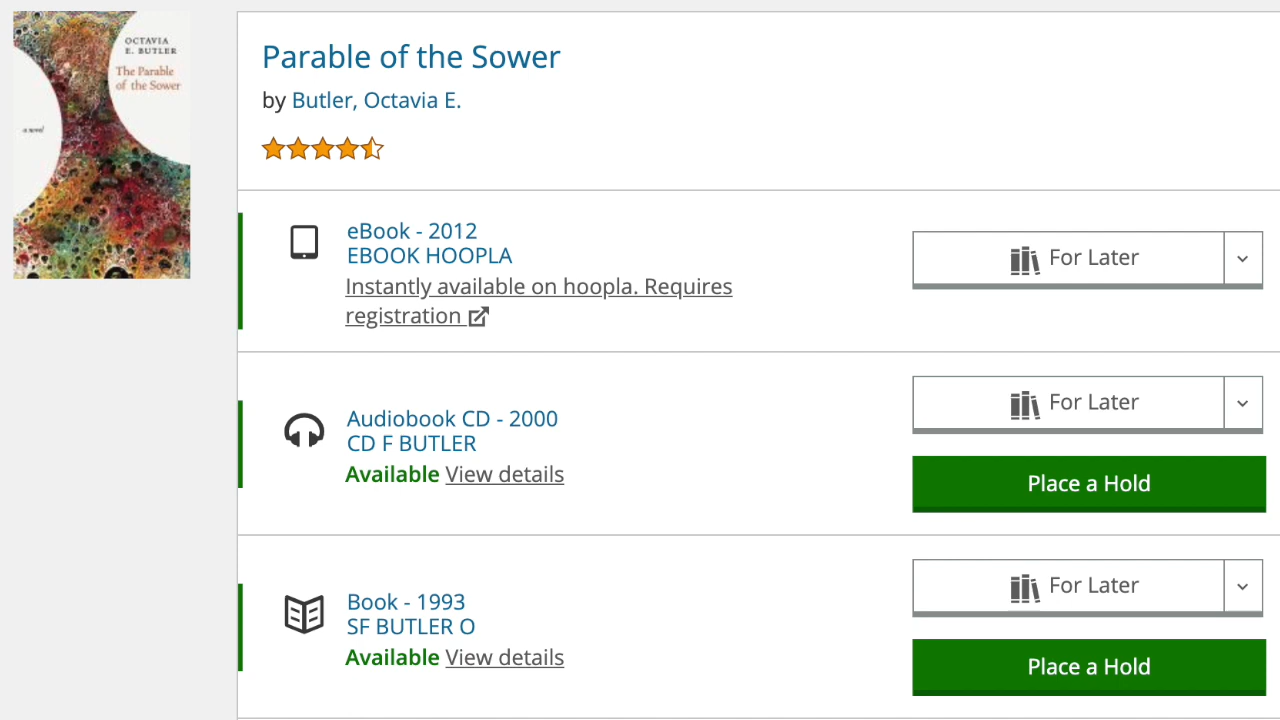 OCTAVIA
E. BUTLER
The Parable
of the Sower
a novel
Parable of the Sower
by Butler, Octavia E.
eBook - 2012
EBOOK HOOPLA
Instantly available on hoopla. Requires
registration
For Later
Audiobook CD - 2000
CD F BUTLER
Available View details
For Later
Place a Hold
Book - 1993
SF BUTLER O
Available View details
For Later
Place a Hold